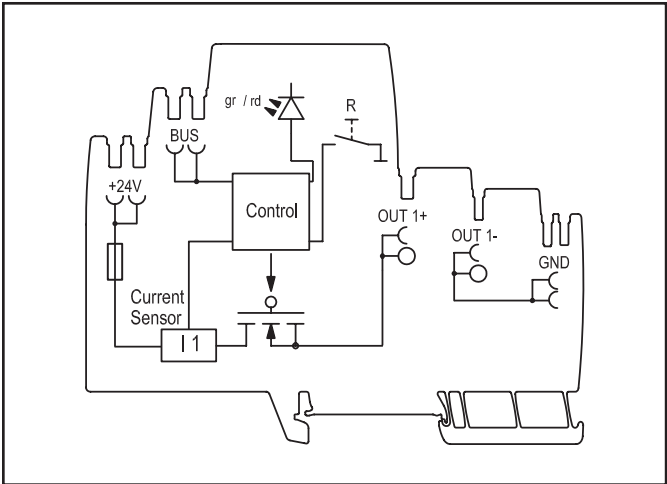 gr / rd
R
BUS
+24V
Control
OUT 1+
OUT 1-
GND
Current
Sensor
I 1